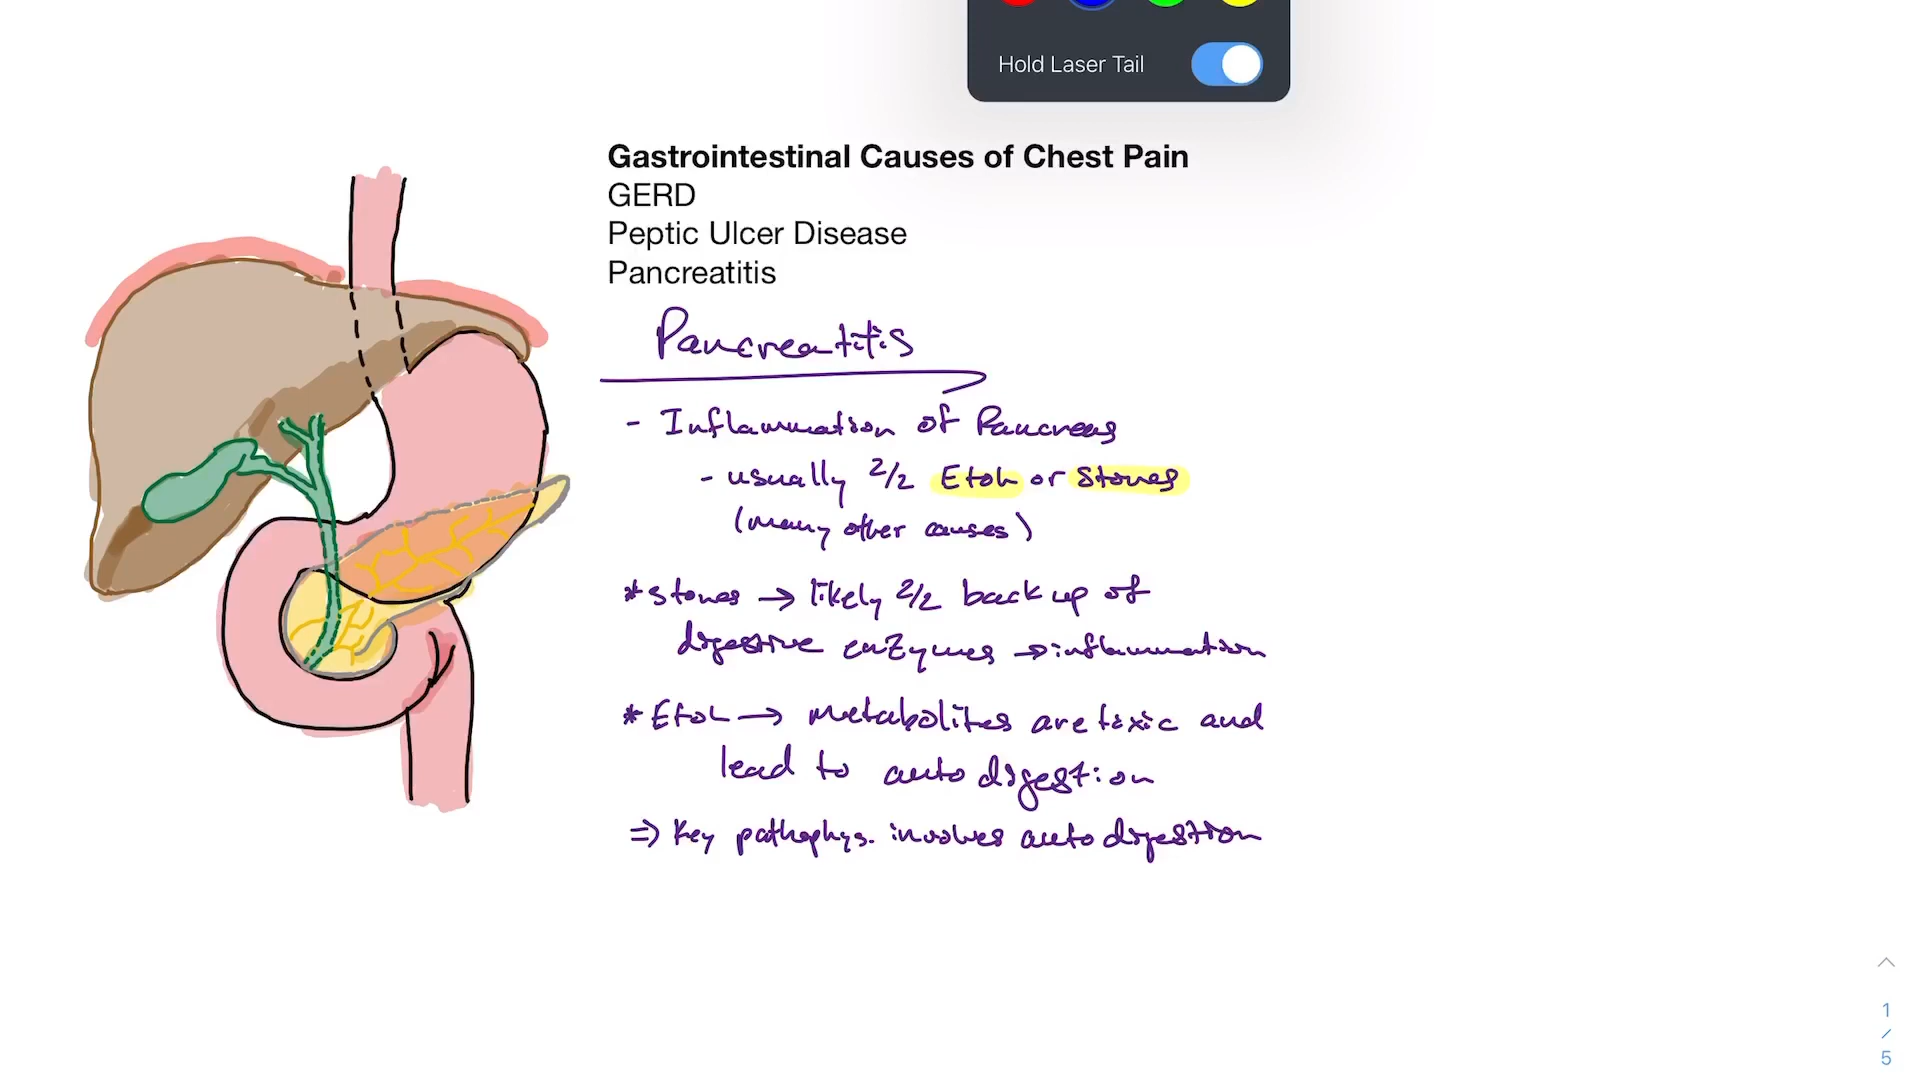 Hold Laser Tail
Gastrointestinal Causes of Chest Pain
GERD
Peptic Ulcer Disease
Pancreatitis
Pancreatitis
- Inflammation of Pancreas
- usually 2/2 EtoH or Stones
(many other causes)
*Stones → likely 2/2 back up of
digestive enzymes → inflammation
*EtoH → Metabolites are toxic and
lead to auto digestion
⇒ Key pathophys. involves auto digestion
1
/
5